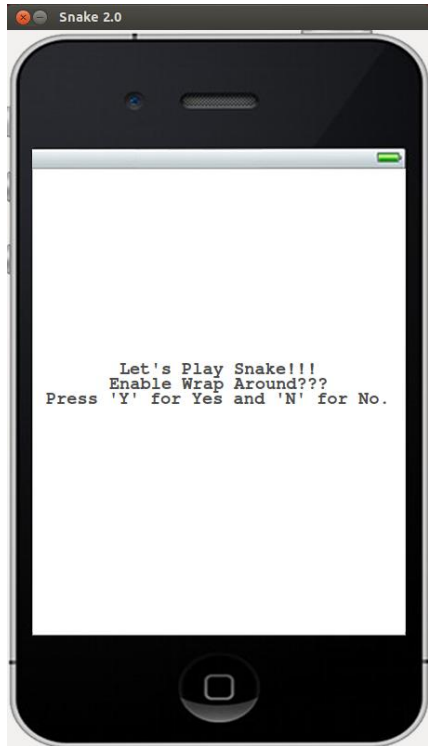 Snake 2.0
Let's Play Snake!!!
Enable Wrap Around???
Press 'Y' for Yes and 'N' for No.